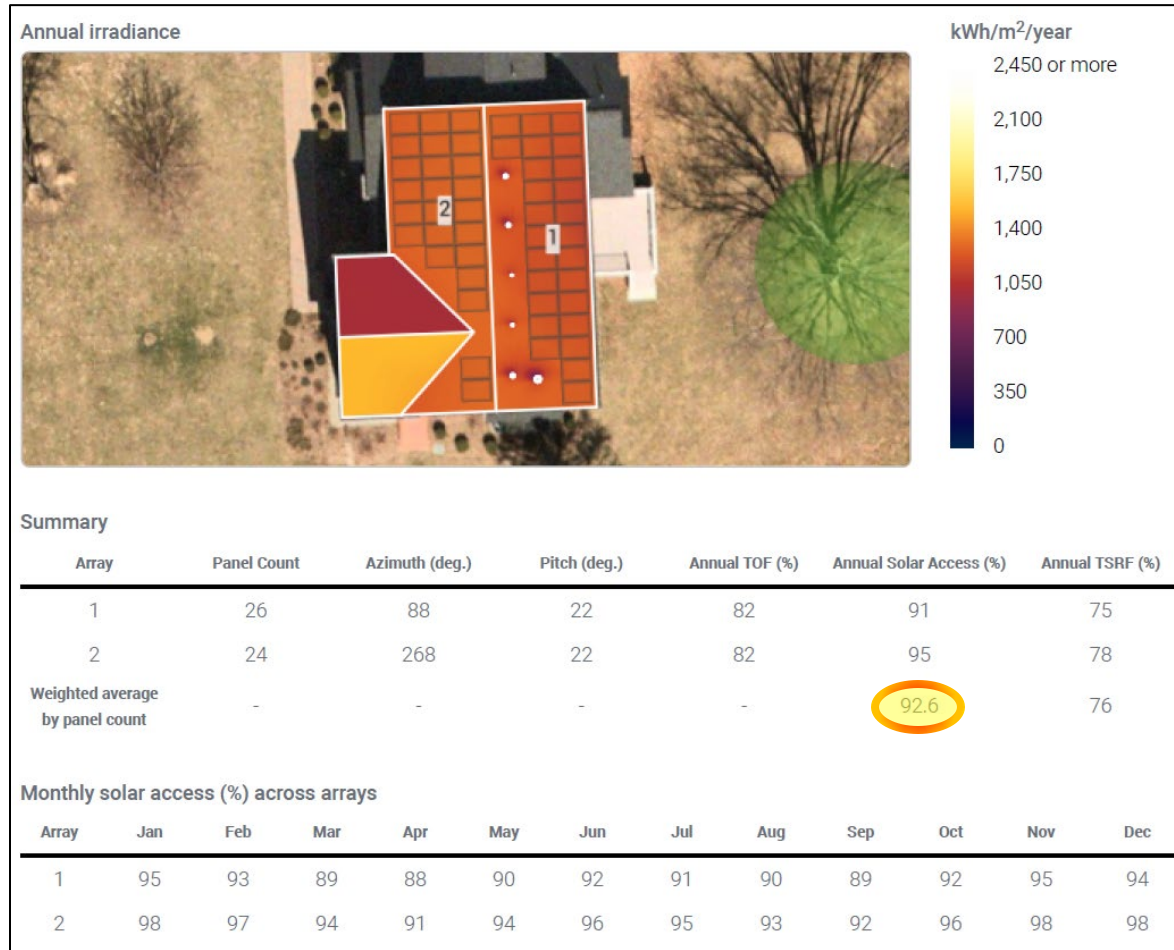 Annual irradiance
kWh/m²/year
2,450 or more
2,100
1,750
1,400
1,050
700
350
0
2
1
Summary
Array Panel Count Azimuth (deg.) Pitch (deg.) Annual TOF (%) Annual Solar Access (%) Annual TSRF (%)
1 26 88 22 82 91 75
2 24 268 22 82 95 78
Weighted average
by panel count - - - - 92.6 76
Monthly solar access (%) across arrays
Array Jan Feb Mar Apr May Jun Jul Aug Sep Oct Nov Dec
1 95 93 89 88 90 92 91 90 89 92 95 94
2 98 97 94 91 94 96 95 93 92 96 98 98